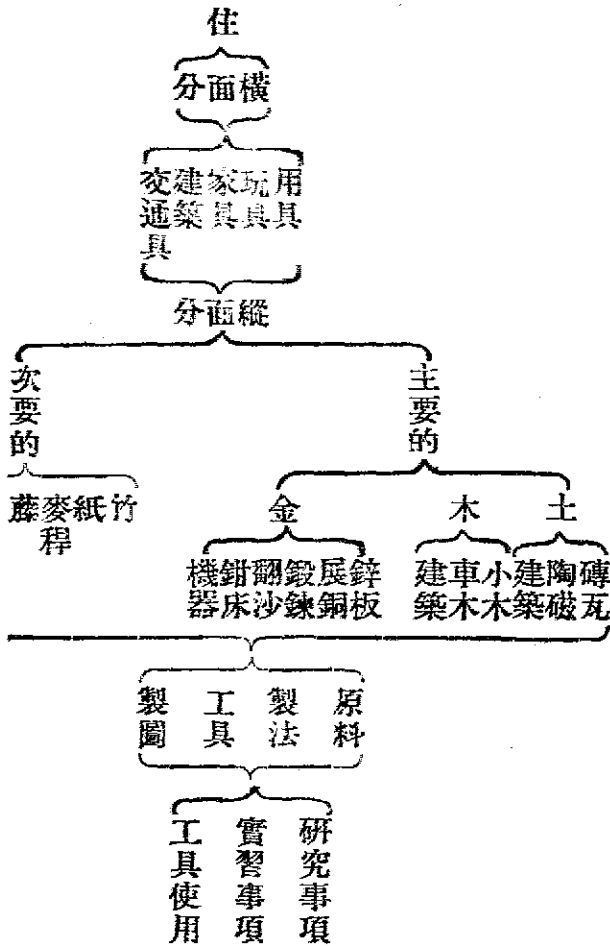 住
橫面分
用具
玩具
家具
建築
交通具
縱面分
主要的
土
磚瓦
陶磁
建築
木
小木
車木
建築
金
鋅板
展銅
鍛鍊
翻沙
鉗床
機器
次要的
竹
紙
麥稈
藤
原料
製法
工具
製圖
研究事項
實習事項
工具使用